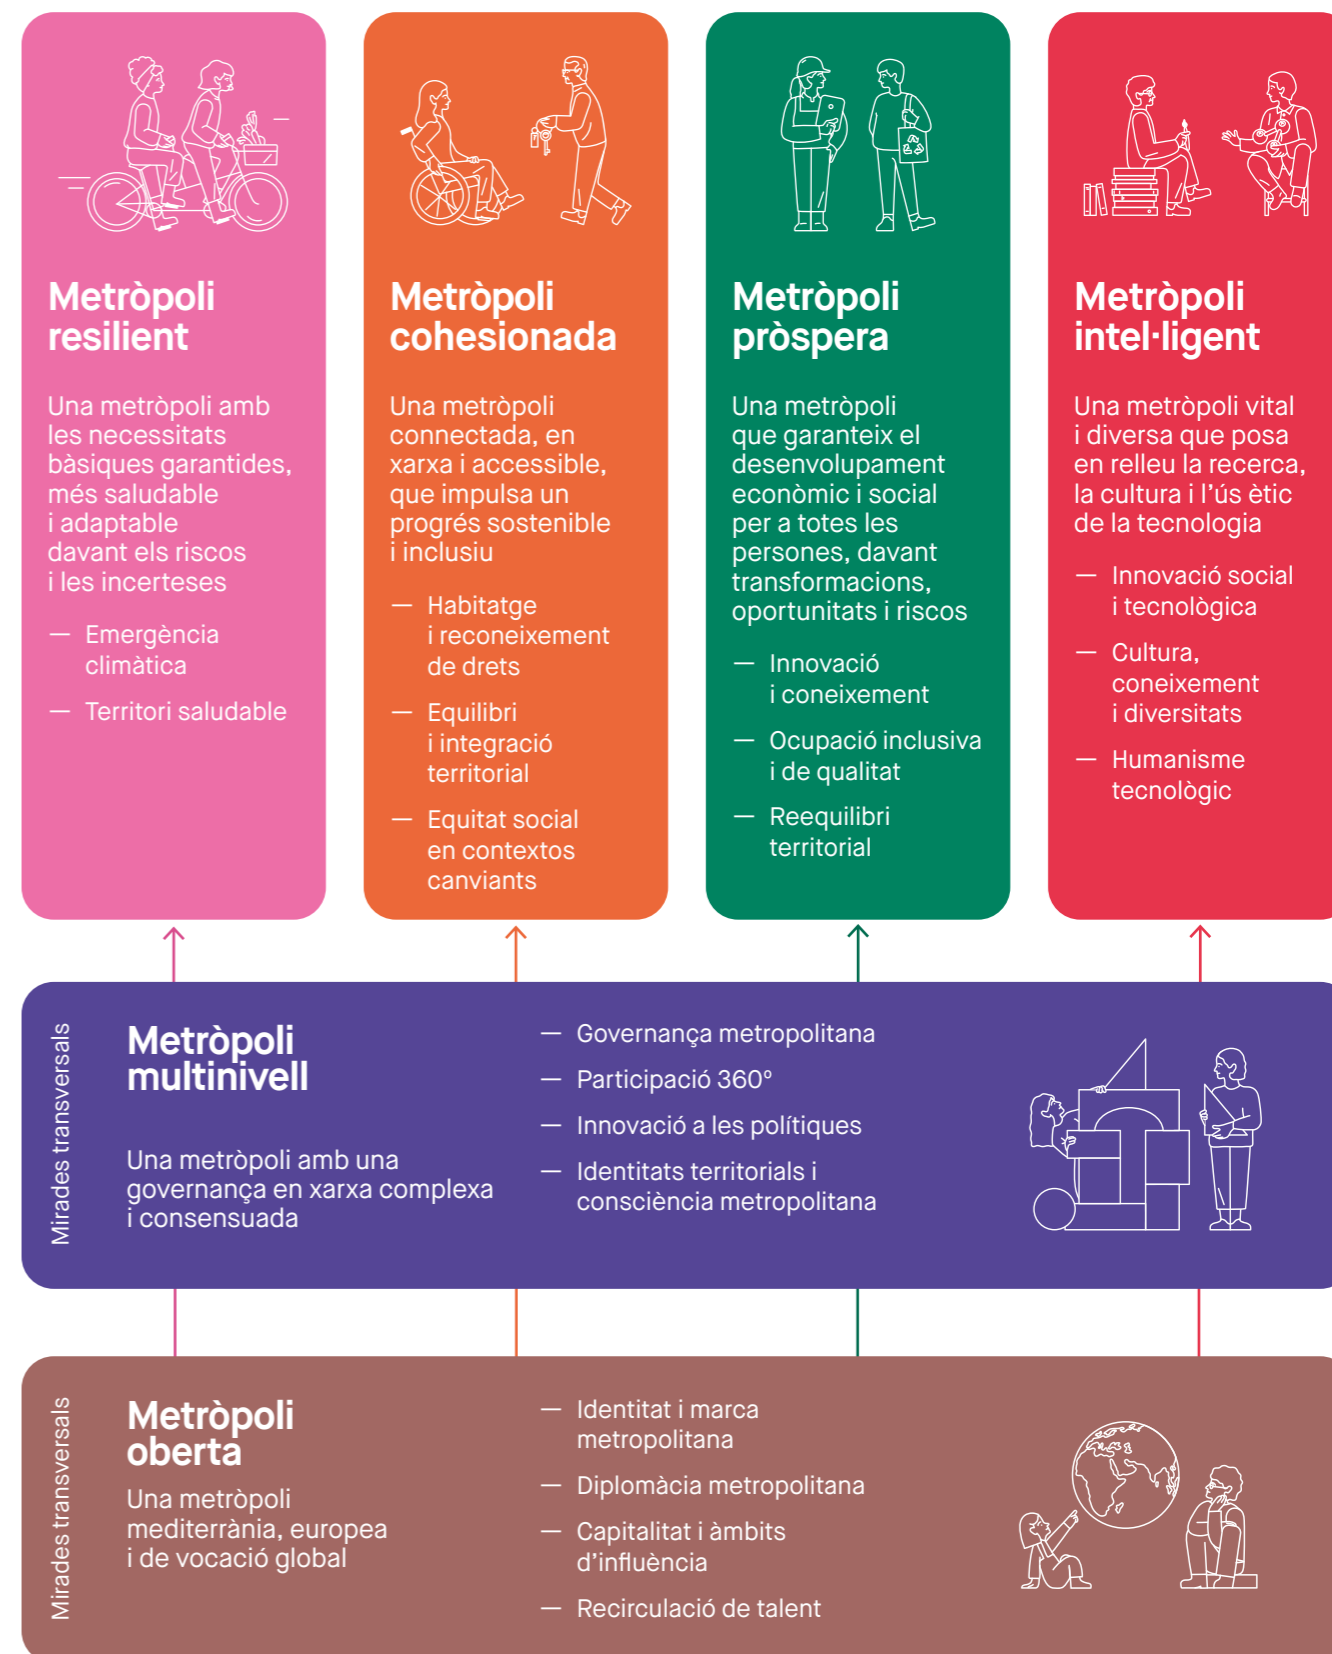 Metròpoli
resilient
Una metròpoli amb
les necessitats
bàsiques garantides,
més saludable
i adaptable
davant els riscos
i les incerteses
— Emergència
climàtica
— Territori saludable
Metròpoli
cohesionada
Una metròpoli
connectada, en
xarxa i accessible,
que impulsa un
progrés sostenible
i inclusiu
— Habitatge
i reconeixement
de drets
— Equilibri
i integració
territorial
— Equitat social
en contextos
canviants
Metròpoli
pròspera
Una metròpoli
que garanteix el
desenvolupament
econòmic i social
per a totes les
persones, davant
transformacions,
oportunitats i riscos
— Innovació
i coneixement
— Ocupació inclusiva
i de qualitat
— Reequilibri
territorial
Metròpoli
intel·ligent
Una metròpoli vital
i diversa que posa
en relleu la recerca,
la cultura i l'ús ètic
de la tecnologia
— Innovació social
i tecnològica
— Cultura,
coneixement
i diversitats
— Humanisme
tecnològic
Mirades transversals
Metròpoli
multinivell
Una metròpoli amb una
governança en xarxa complexa
i consensuada
— Governança metropolitana
— Participació 360º
— Innovació a les polítiques
— Identitats territorials i
consciència metropolitana
Mirades transversals
Metròpoli
oberta
Una metròpoli
mediterrània, europea
i de vocació global
— Identitat i marca
metropolitana
— Diplomàcia metropolitana
— Capitalitat i àmbits
d'influència
— Recirculació de talent